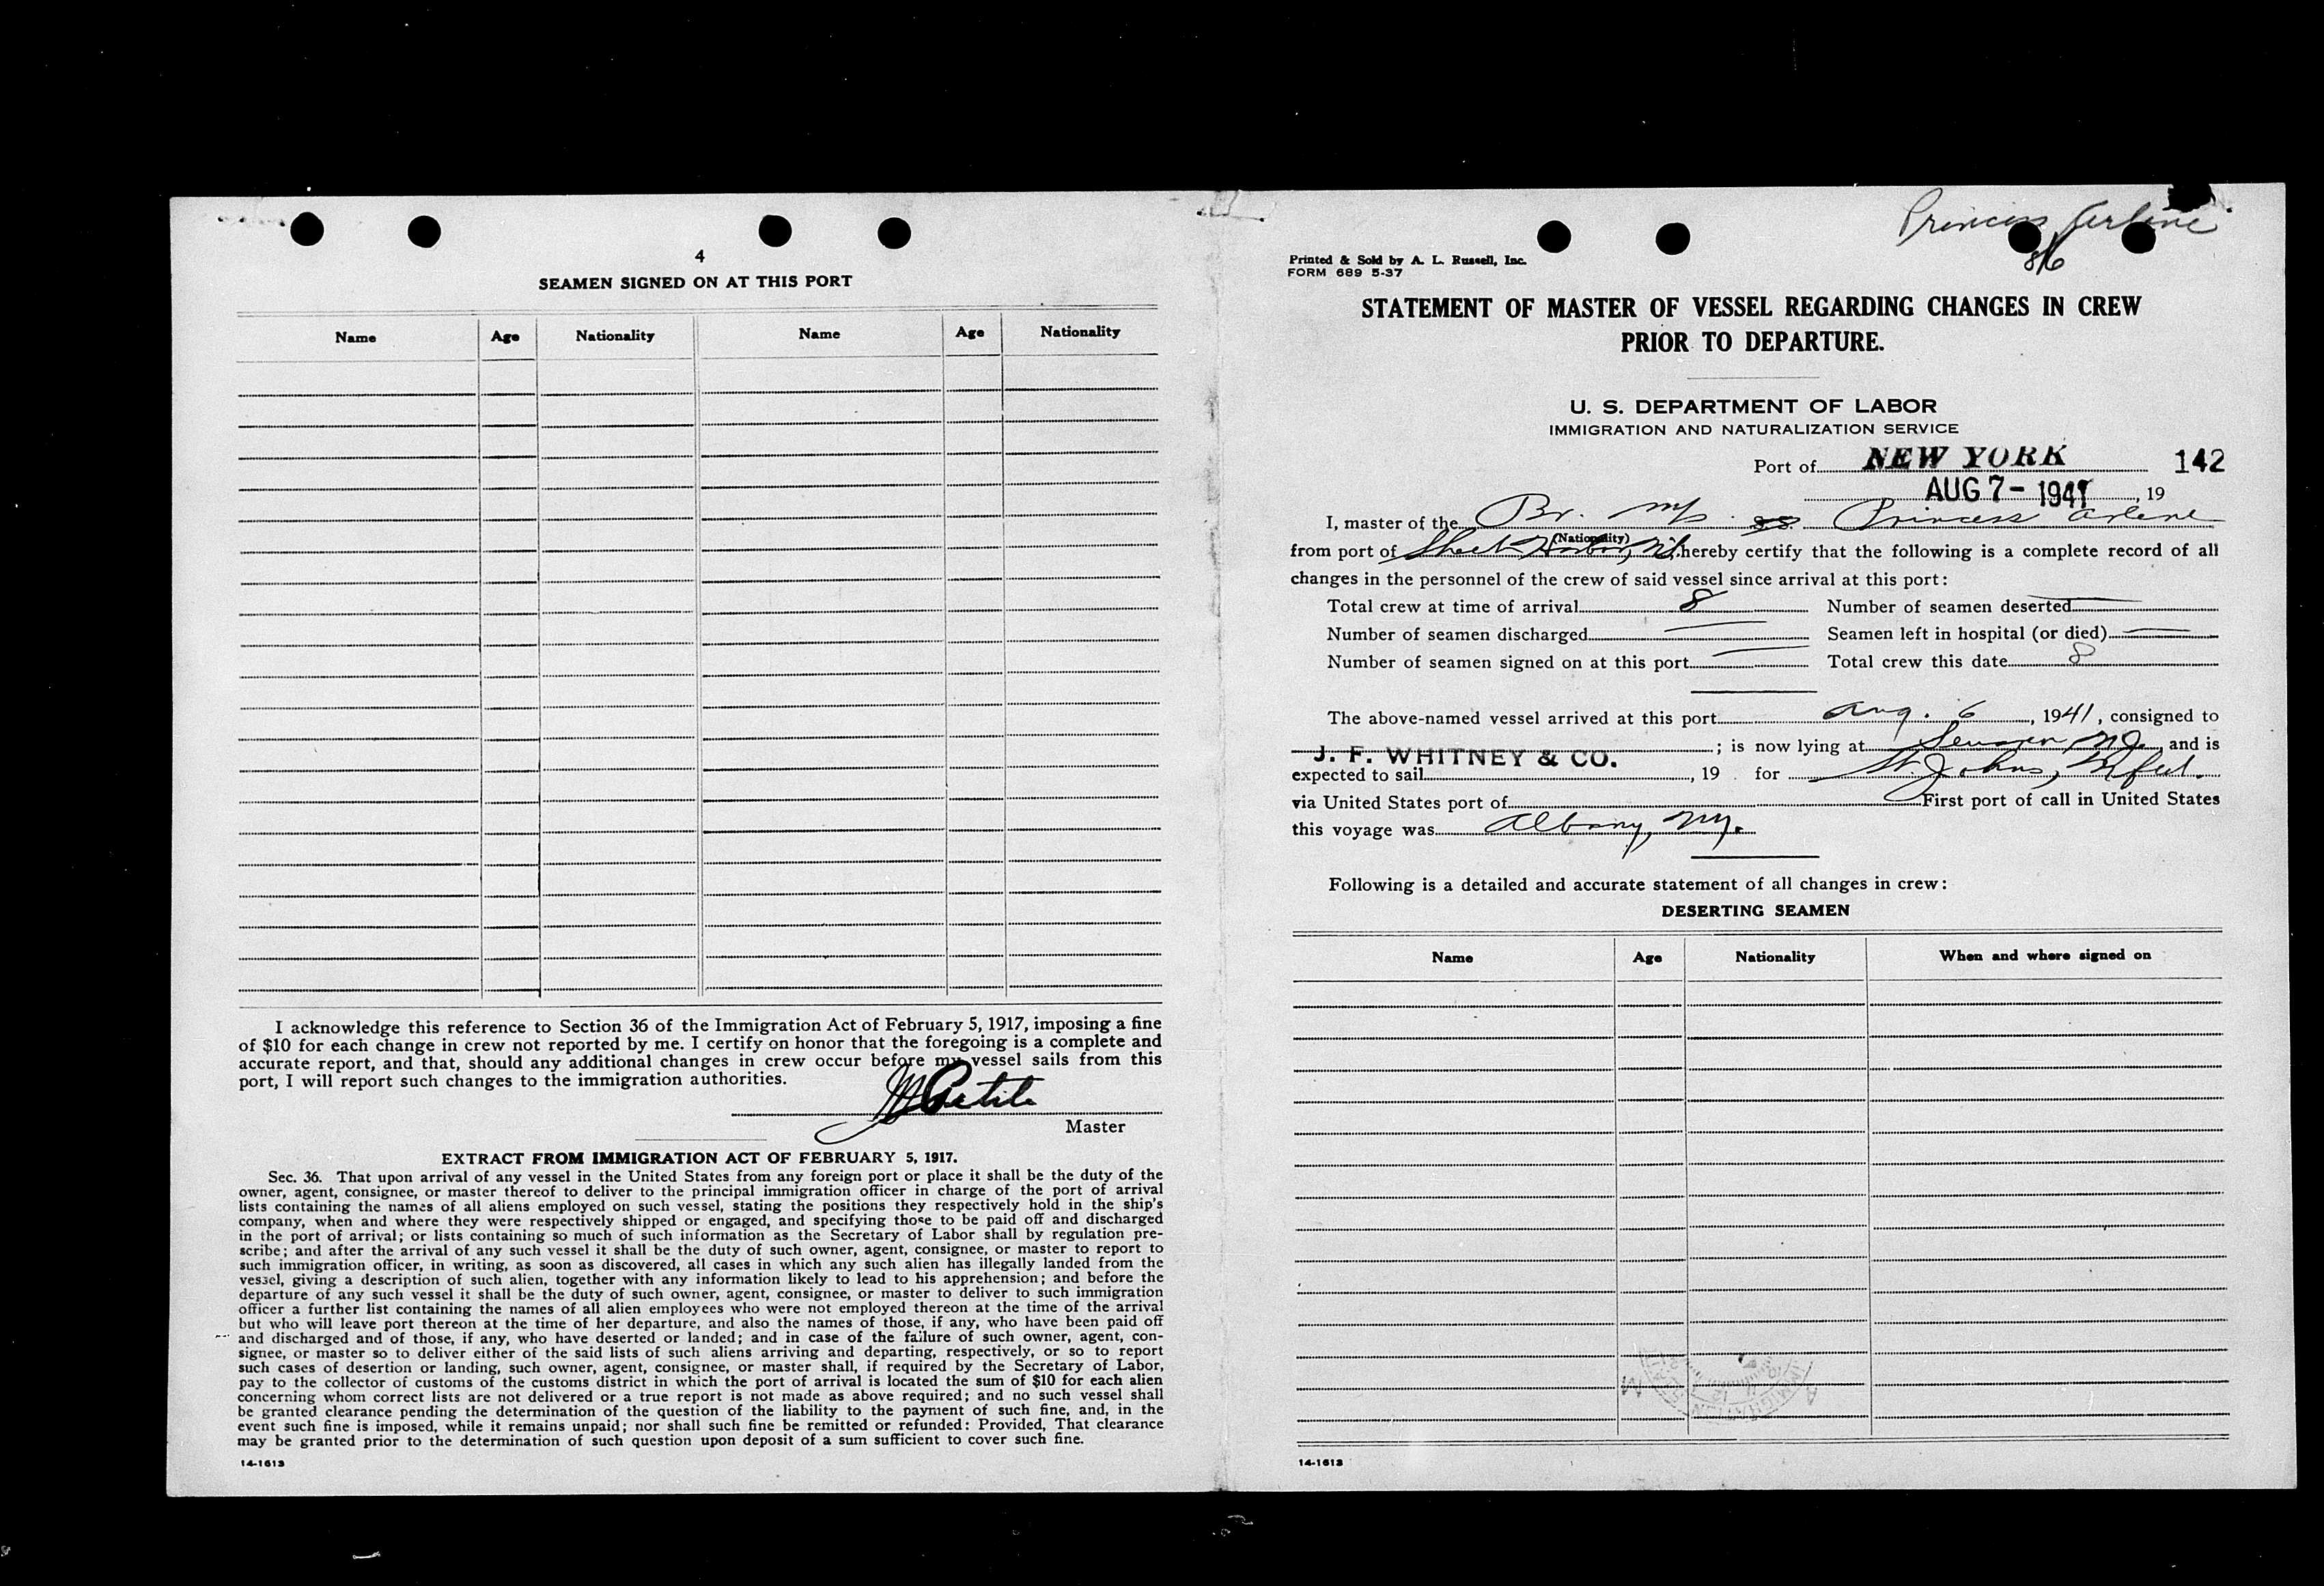 4
SEAMEN SIGNED ON AT THIS PORT
Name Age Nationality Name Age Nationality
I acknowledge this reference to Section 36 of the Immigration Act of February 5, 1917, imposing a fine
of $10 for each change in crew not reported by me. I certify on honor that the foregoing is a complete and
accurate report, and that, should any additional changes in crew occur before my vessel sails from this
port, I will report such changes to the immigration authorities.
Master
EXTRACT FROM IMMIGRATION ACT OF FEBRUARY 5, 1917.
Sec. 36. That upon arrival of any vessel in the United States from any foreign port or place it shall be the duty of the
owner, agent, consignee, or master thereof to deliver to the principal immigration officer in charge of the port of arrival
lists containing the names of all aliens employed on such vessel, stating the positions they respectively hold in the ship's
company, when and where they were respectively shipped or engaged, and specifying those to be paid off and discharged
in the port of arrival; or lists containing so much of such information as the Secretary of Labor shall by regulation pre-
scribe; and after the arrival of any such vessel it shall be the duty of such owner, agent, consignee, or master to report to
such immigration officer, in writing, as soon as discovered, all cases in which any such alien has illegally landed from the
vessel, giving a description of such alien, together with any information likely to lead to his apprehension; and before the
departure of any such vessel it shall be the duty of such owner, agent, consignee, or master to deliver to such immigration
officer a further list containing the names of all alien employees who were not employed thereon at the time of the arrival
but who will leave port thereon at the time of her departure, and also the names of those, if any, who have been paid off
and discharged and of those, if any, who have deserted or landed; and in case of the failure of such owner, agent, con-
signee, or master so to deliver either of the said lists of such aliens arriving and departing, respectively, or so to report
such cases of desertion or landing, such owner, agent, consignee, or master shall, if required by the Secretary of Labor,
pay to the collector of customs of the customs district in which the port of arrival is located the sum of $10 for each alien
concerning whom correct lists are not delivered or a true report is not made as above required; and no such vessel shall
be granted clearance pending the determination of the question of the liability to the payment of such fine, and, in the
event such fine is imposed, while it remains unpaid; nor shall such fine be remitted or refunded: Provided, That clearance
may be granted prior to the determination of such question upon deposit of a sum sufficient to cover such fine.
14-1613
Princess Arlene
8/6
Printed & Sold by A. L. Russell, Inc.
FORM 689 5-37
STATEMENT OF MASTER OF VESSEL REGARDING CHANGES IN CREW
PRIOR TO DEPARTURE.
U. S. DEPARTMENT OF LABOR
IMMIGRATION AND NATURALIZATION SERVICE
Port of NEW YORK 142
AUG 7 - 1941, 19
I, master of the Br. M/s SS Princess Arlene
(Nationality)
from port of Sheet Harbor, NS, hereby certify that the following is a complete record of all
changes in the personnel of the crew of said vessel since arrival at this port:
Total crew at time of arrival 8 Number of seamen deserted —
Number of seamen discharged — Seamen left in hospital (or died) —
Number of seamen signed on at this port — Total crew this date 8
The above-named vessel arrived at this port Aug. 6, 1941, consigned to
J. F. WHITNEY & CO.; is now lying at NJ, and is
expected to sail, 19 for St. Johns, Nfld.
via United States port of First port of call in United States
this voyage was Albany, NY.
Following is a detailed and accurate statement of all changes in crew:
DESERTING SEAMEN
Name Age Nationality When and where signed on
14-1613